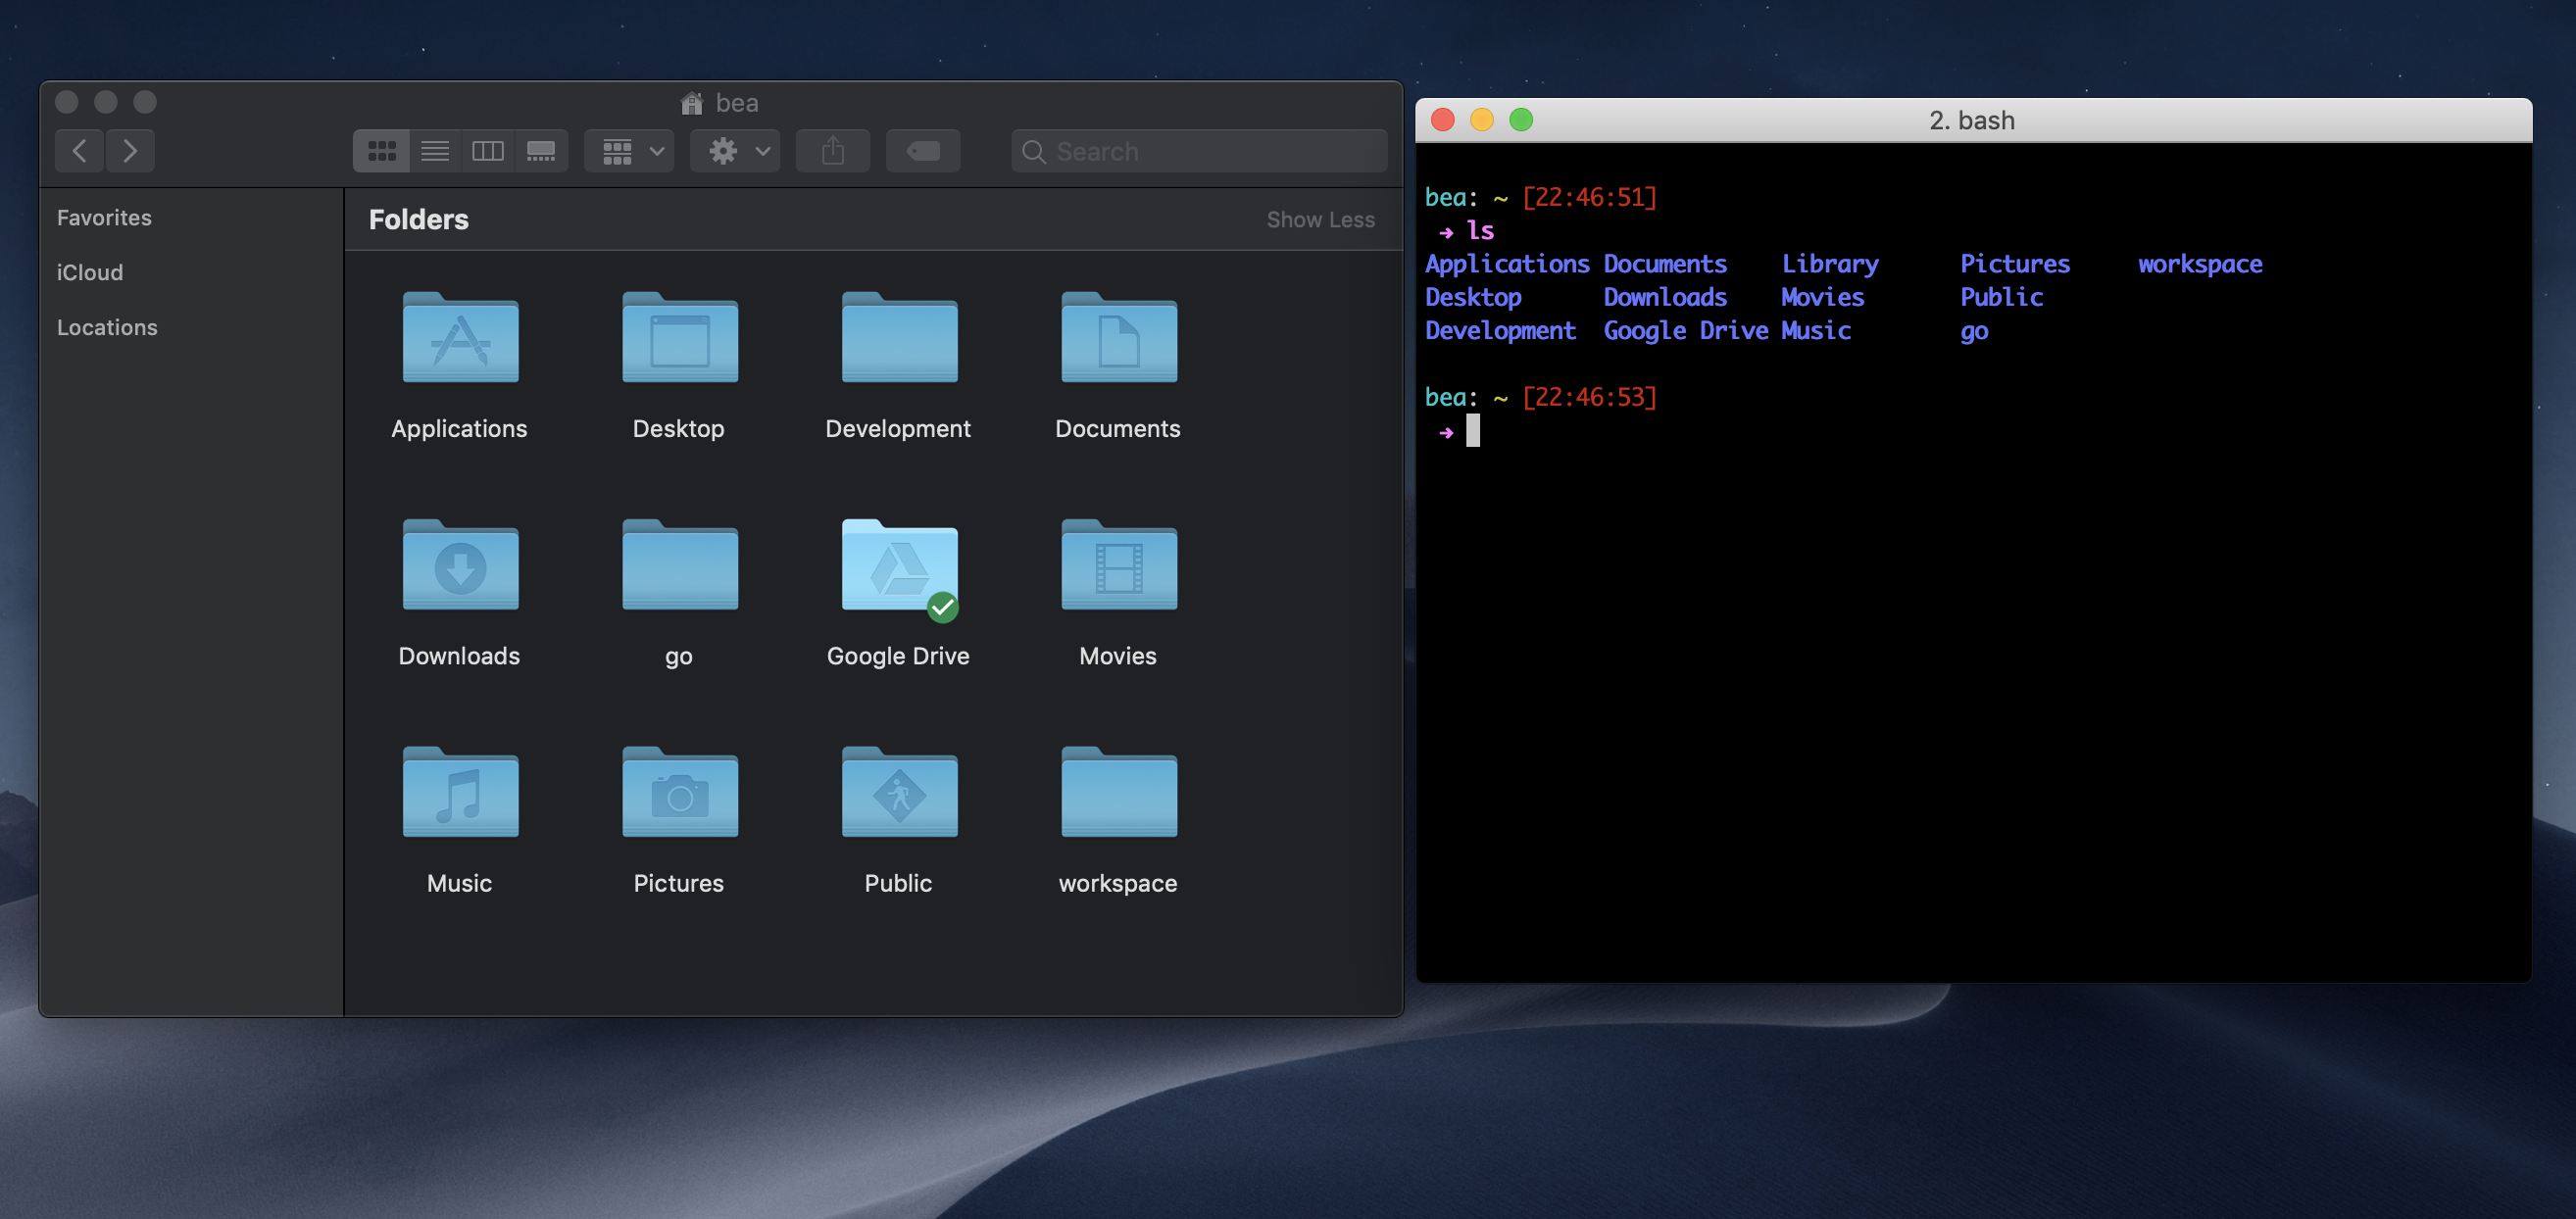 bea
Search
Favorites
iCloud
Locations
Folders Show Less
Applications Desktop Development Documents
Downloads go Google Drive Movies
Music Pictures Public workspace
2. bash
bea: ~ [22:46:51]
➜ ls
Applications Documents Library Pictures workspace
Desktop Downloads Movies Public
Development Google Drive Music go
bea: ~ [22:46:53]
➜